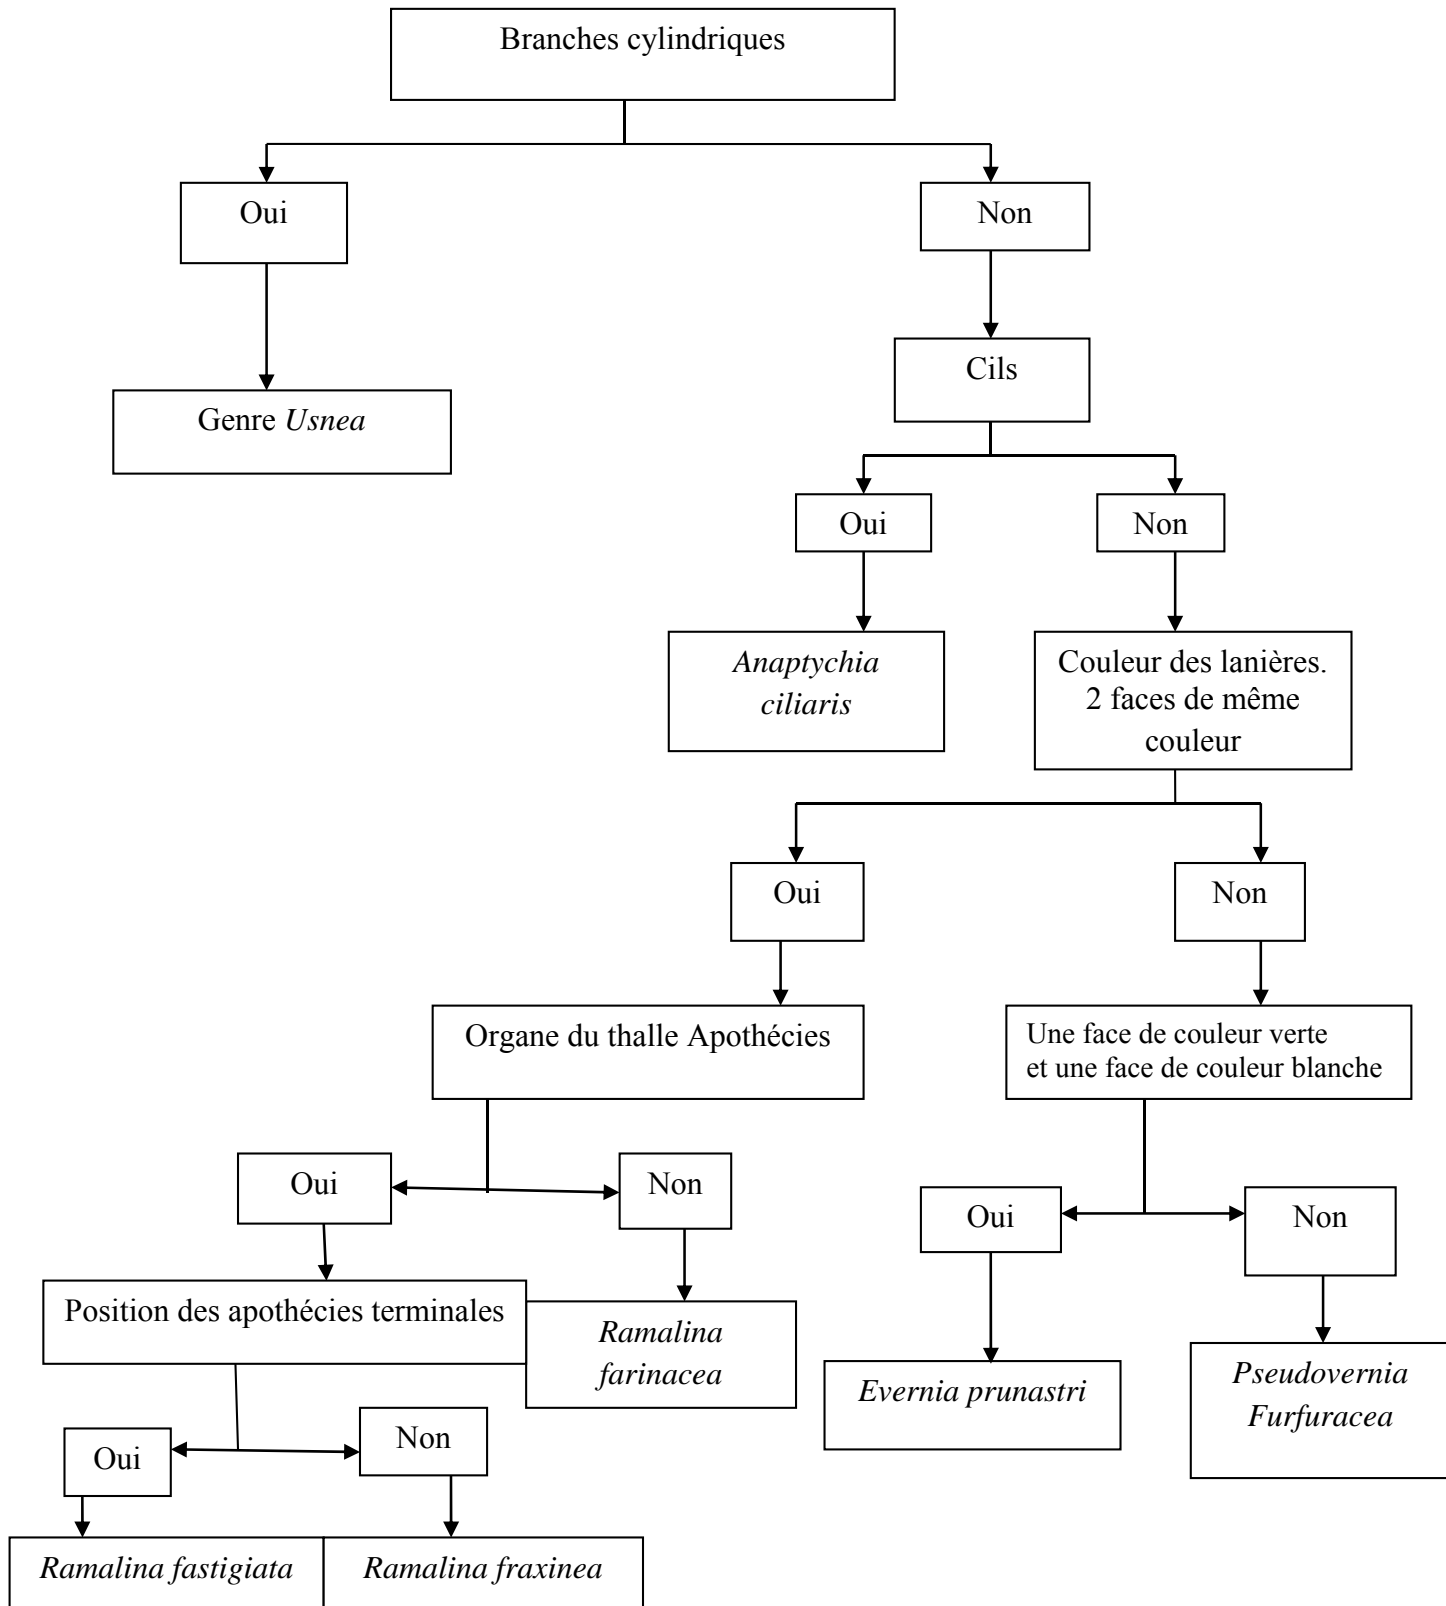 Branches cylindriques
Oui
Non
Cils
Genre Usnea
Oui
Non
Anaptychia
ciliaris
Couleur des lanières.
2 faces de même
couleur
Oui
Non
Organe du thalle Apothécies
Une face de couleur verte
et une face de couleur blanche
Oui
Non
Oui
Non
Position des apothécies terminales
Ramalina
farinacea
Evernia prunastri
Pseudovernia
Furfuracea
Oui
Non
Ramalina fastigiata
Ramalina fraxinea